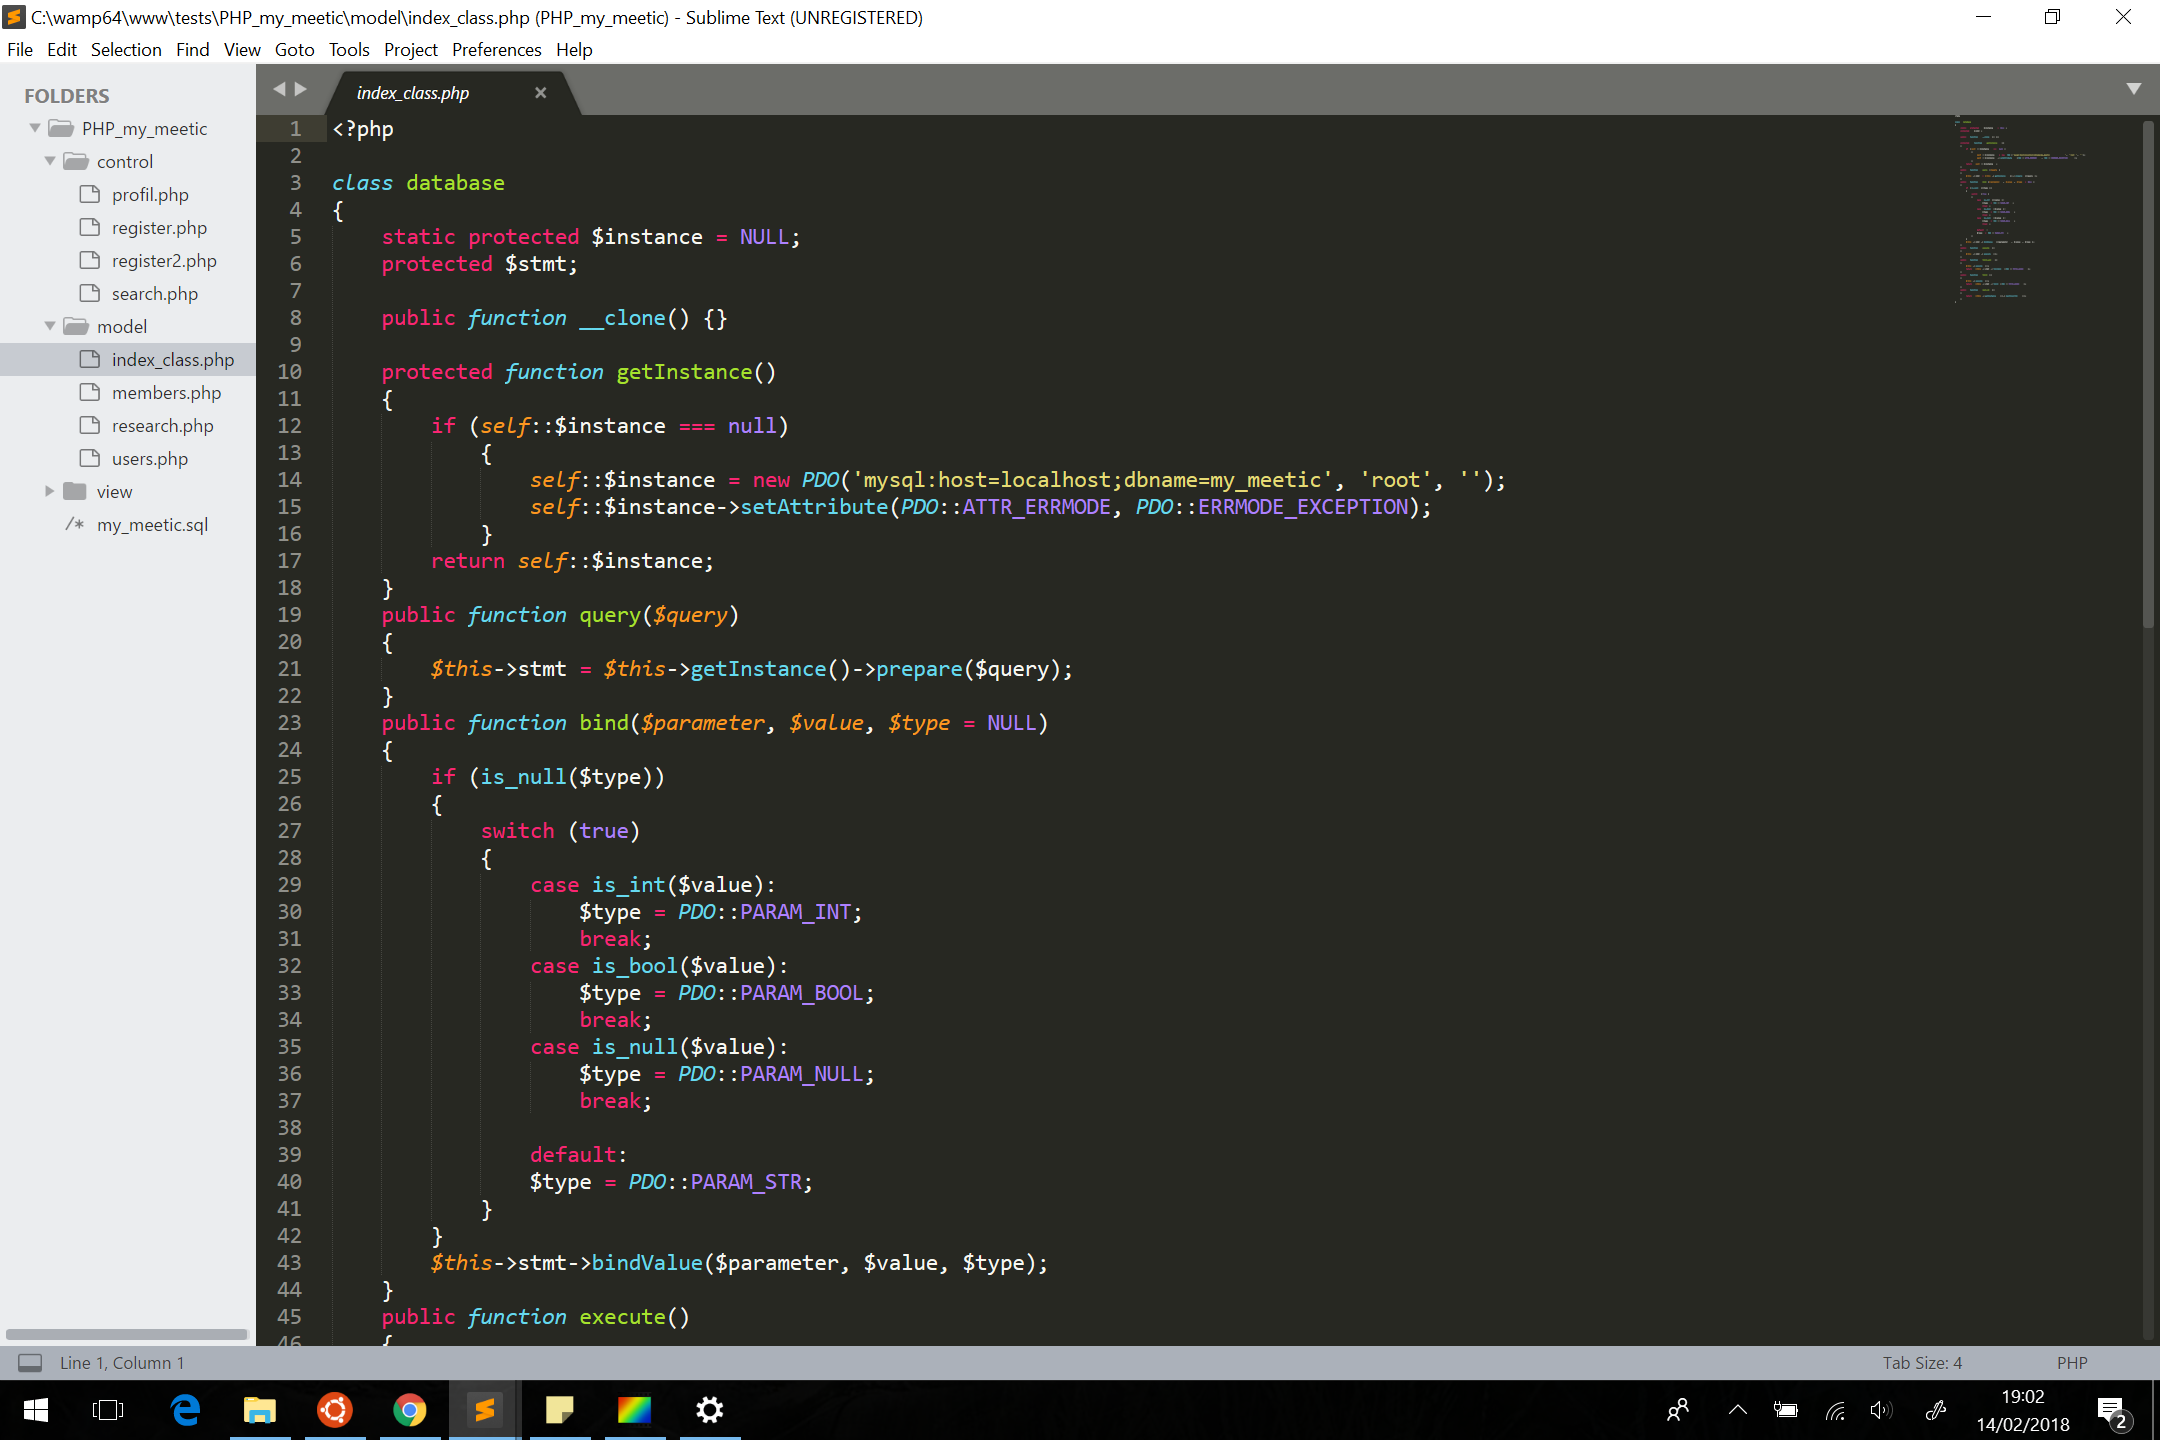 C:\wamp64\www\tests\PHP_my_meetic\model\index_class.php (PHP_my_meetic) - Sublime Text (UNREGISTERED)
File Edit Selection Find View Goto Tools Project Preferences Help
FOLDERS
PHP_my_meetic
control
profil.php
register.php
register2.php
search.php
model
index_class.php
members.php
research.php
users.php
view
/* my_meetic.sql
index_class.php ×
1 <?php
2
3 class database
4 {
5     static protected $instance = NULL;
6     protected $stmt;
7
8     public function __clone() {}
9
10     protected function getInstance()
11     {
12         if (self::$instance === null)
13             {
14                 self::$instance = new PDO('mysql:host=localhost;dbname=my_meetic', 'root', '');
15                 self::$instance->setAttribute(PDO::ATTR_ERRMODE, PDO::ERRMODE_EXCEPTION);
16             }
17         return self::$instance;
18     }
19     public function query($query)
20     {
21         $this->stmt = $this->getInstance()->prepare($query);
22     }
23     public function bind($parameter, $value, $type = NULL)
24     {
25         if (is_null($type))
26         {
27             switch (true)
28             {
29                 case is_int($value):
30                     $type = PDO::PARAM_INT;
31                     break;
32                 case is_bool($value):
33                     $type = PDO::PARAM_BOOL;
34                     break;
35                 case is_null($value):
36                     $type = PDO::PARAM_NULL;
37                     break;
38
39                 default:
40                 $type = PDO::PARAM_STR;
41             }
42         }
43         $this->stmt->bindValue($parameter, $value, $type);
44     }
45     public function execute()
46     {
Line 1, Column 1 Tab Size: 4 PHP
19:02
14/02/2018
2